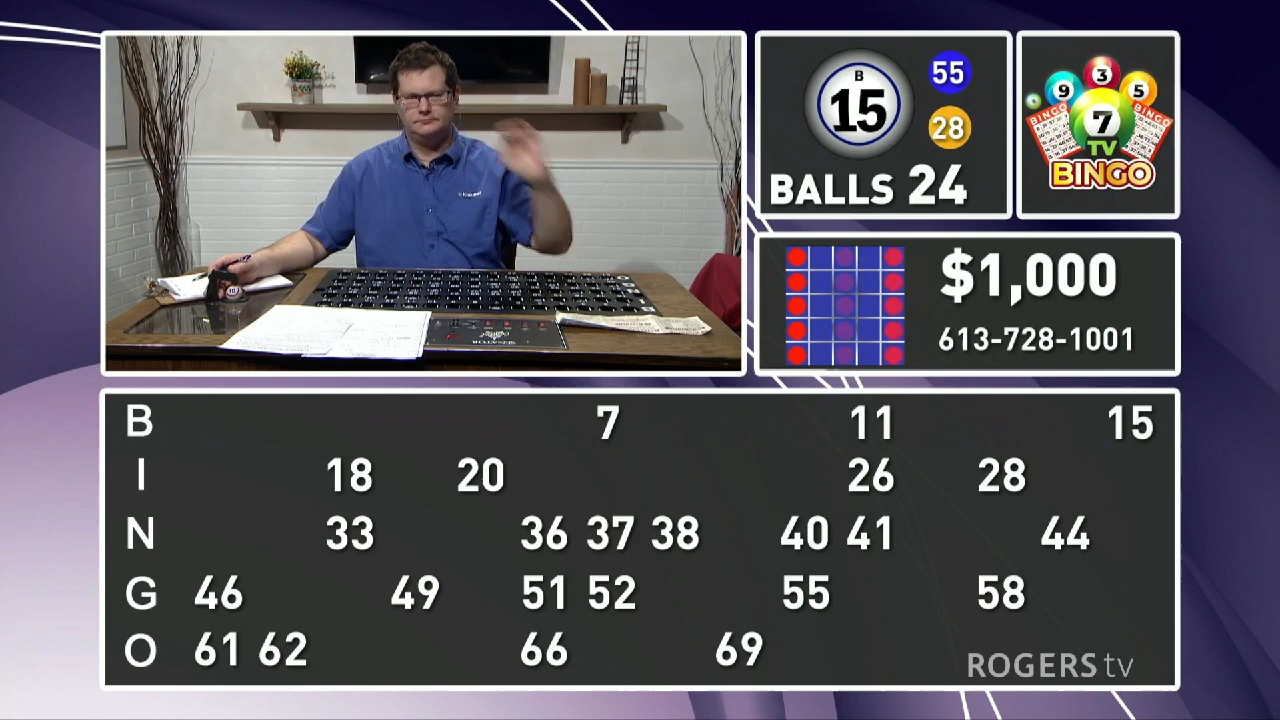 B
15
55
28
BALLS 24
9
3
5
BINGO
7
BINGO
TV
BINGO
$1,000
613-728-1001
B 7 11 15
I 18 20 26 28
N 33 36 37 38 40 41 44
G 46 49 51 52 55 58
O 61 62 66 69
ROGERS tv